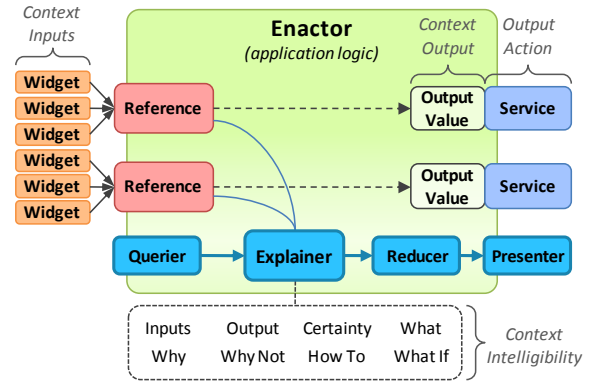 Context
Inputs
Enactor
(application logic)
Context
Output
Output
Action
Widget
Widget
Widget
Reference
Output
Value
Service
Widget
Widget
Widget
Reference
Output
Value
Service
Querier
Explainer
Reducer
Presenter
Inputs Output Certainty What
Why Why Not How To What If
Context
Intelligibility